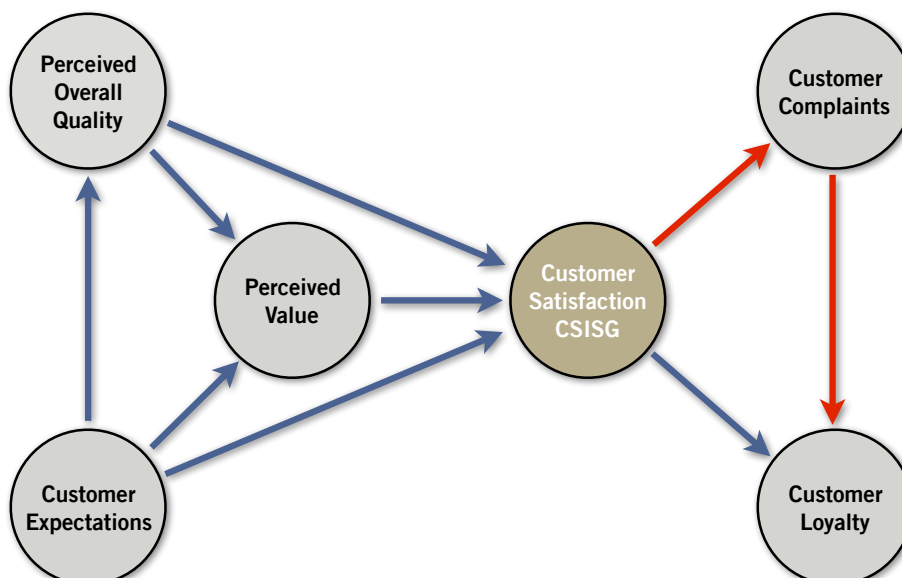 Perceived
Overall
Quality
Customer
Complaints
Perceived
Value
Customer
Satisfaction
CSISG
Customer
Expectations
Customer
Loyalty